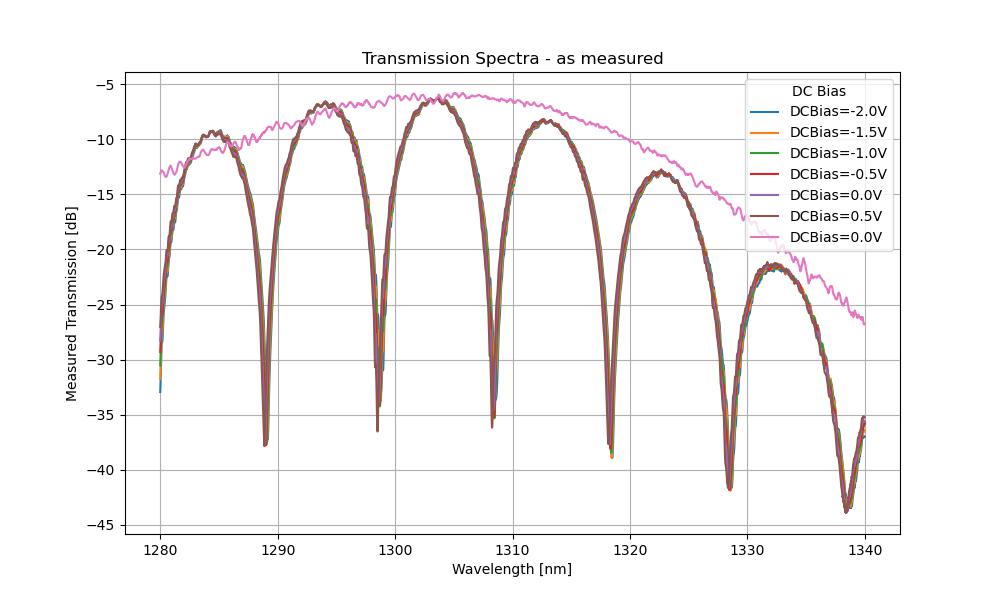 Transmission Spectra - as measured
Measured Transmission [dB]
−5
−10
−15
−20
−25
−30
−35
−40
−45
DC Bias
DCBias=-2.0V
DCBias=-1.5V
DCBias=-1.0V
DCBias=-0.5V
DCBias=0.0V
DCBias=0.5V
DCBias=0.0V
1280 1290 1300 1310 1320 1330 1340
Wavelength [nm]